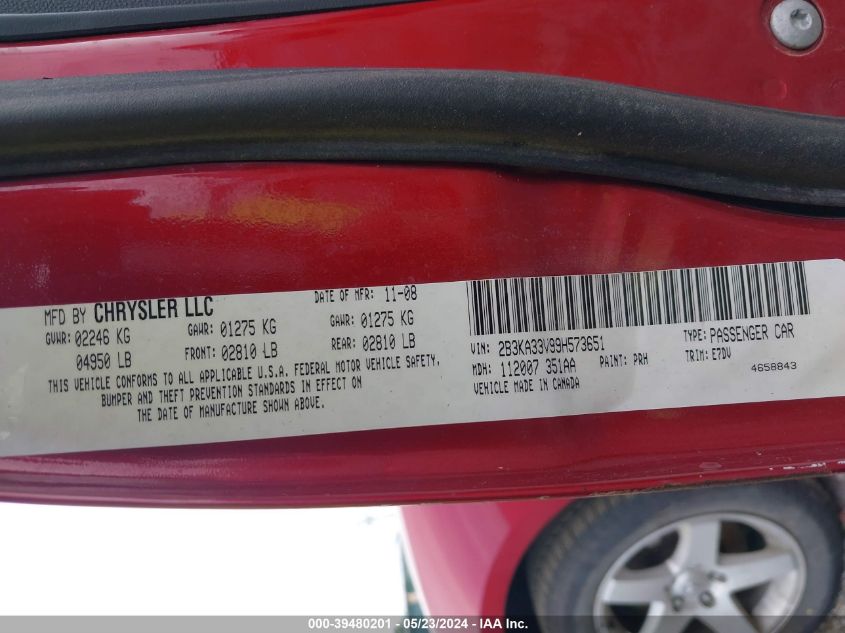 MFD BY CHRYSLER LLC
DATE OF MFR: 11-08
GVWR: 02246 KG
GAWR: 01275 KG
GAWR: 01275 KG
04950 LB
FRONT: 02810 LB
REAR: 02810 LB
THIS VEHICLE CONFORMS TO ALL APPLICABLE U.S.A. FEDERAL MOTOR VEHICLE SAFETY,
BUMPER AND THEFT PREVENTION STANDARDS IN EFFECT ON
THE DATE OF MANUFACTURE SHOWN ABOVE.
VIN: 2B3KA33V99H573651
TYPE: PASSENGER CAR
MDH: 112007 351AA
PAINT: PRH
TRIM: E7DV
VEHICLE MADE IN CANADA
4658843
000-39480201 - 05/23/2024 - IAA Inc.